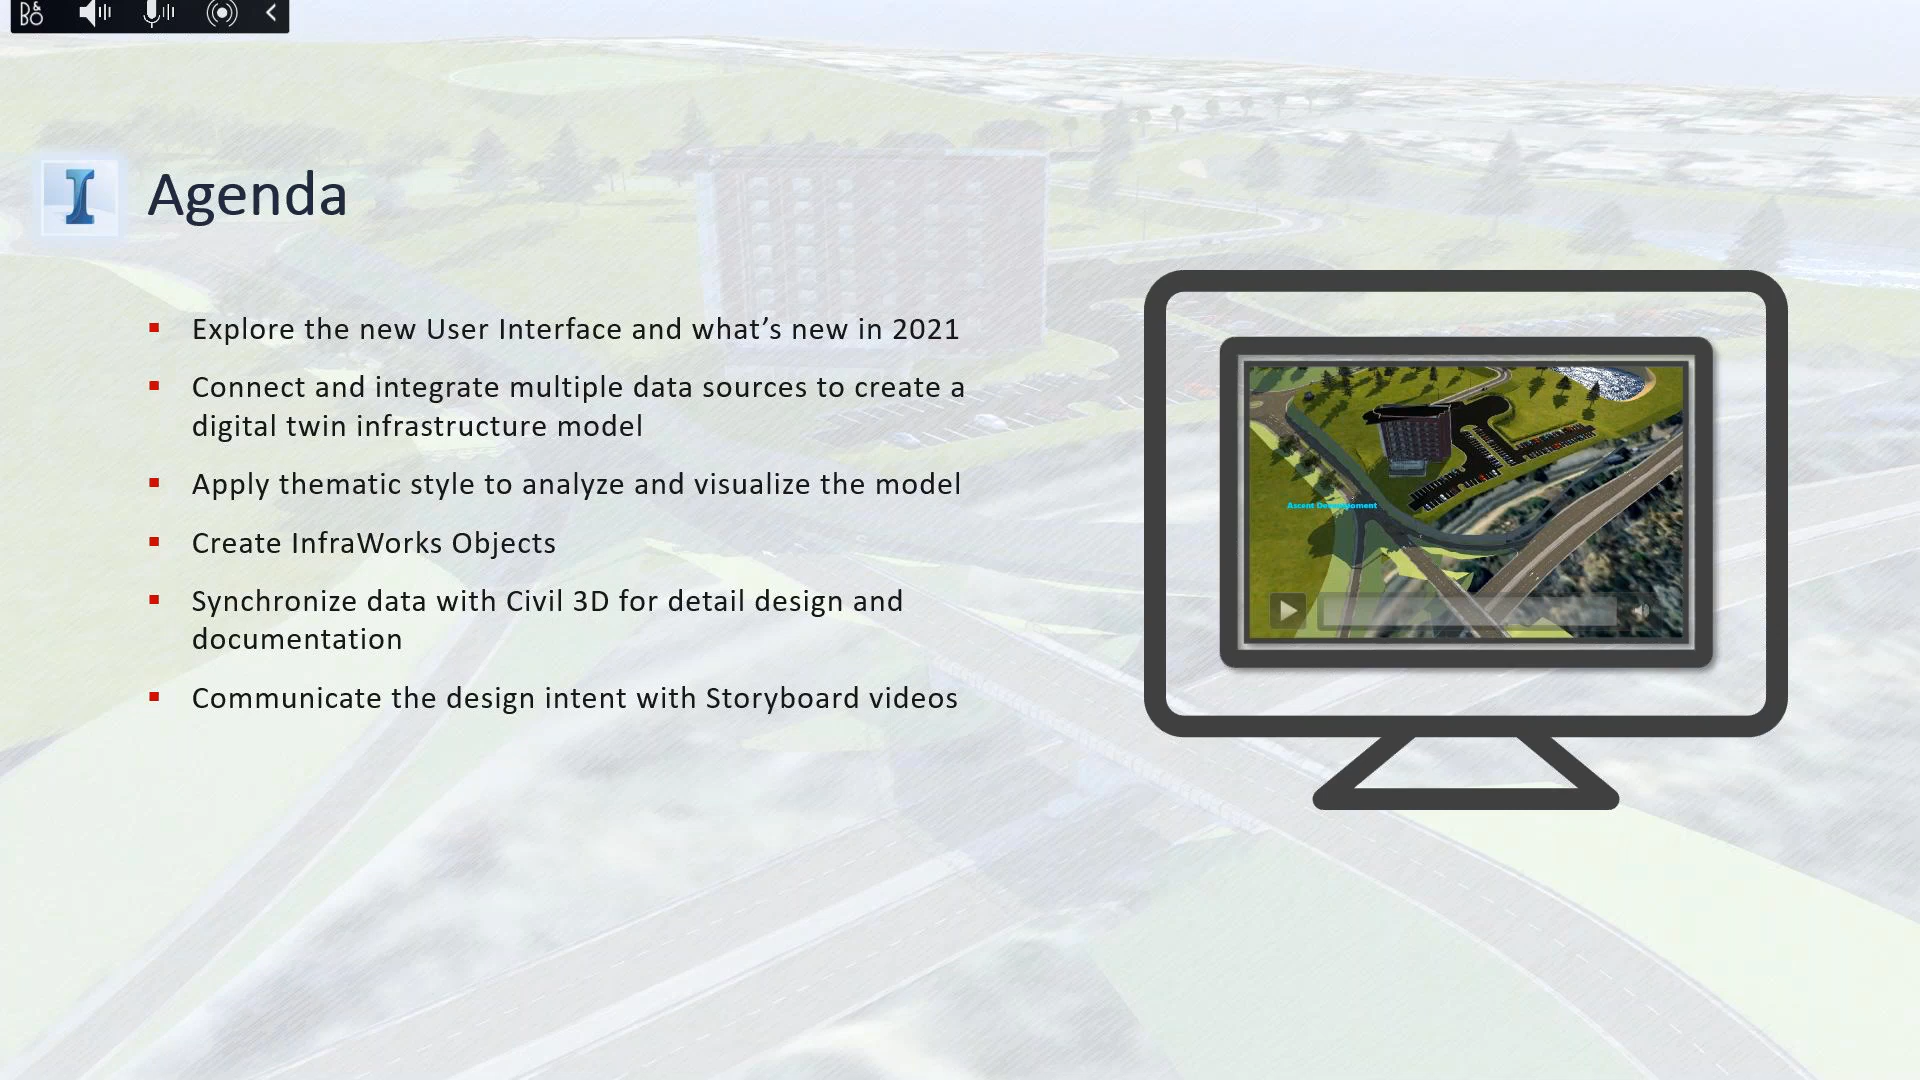 B&O
Agenda
Explore the new User Interface and what's new in 2021
Connect and integrate multiple data sources to create a
digital twin infrastructure model
Apply thematic style to analyze and visualize the model
Create InfraWorks Objects
Synchronize data with Civil 3D for detail design and
documentation
Communicate the design intent with Storyboard videos
Ascent